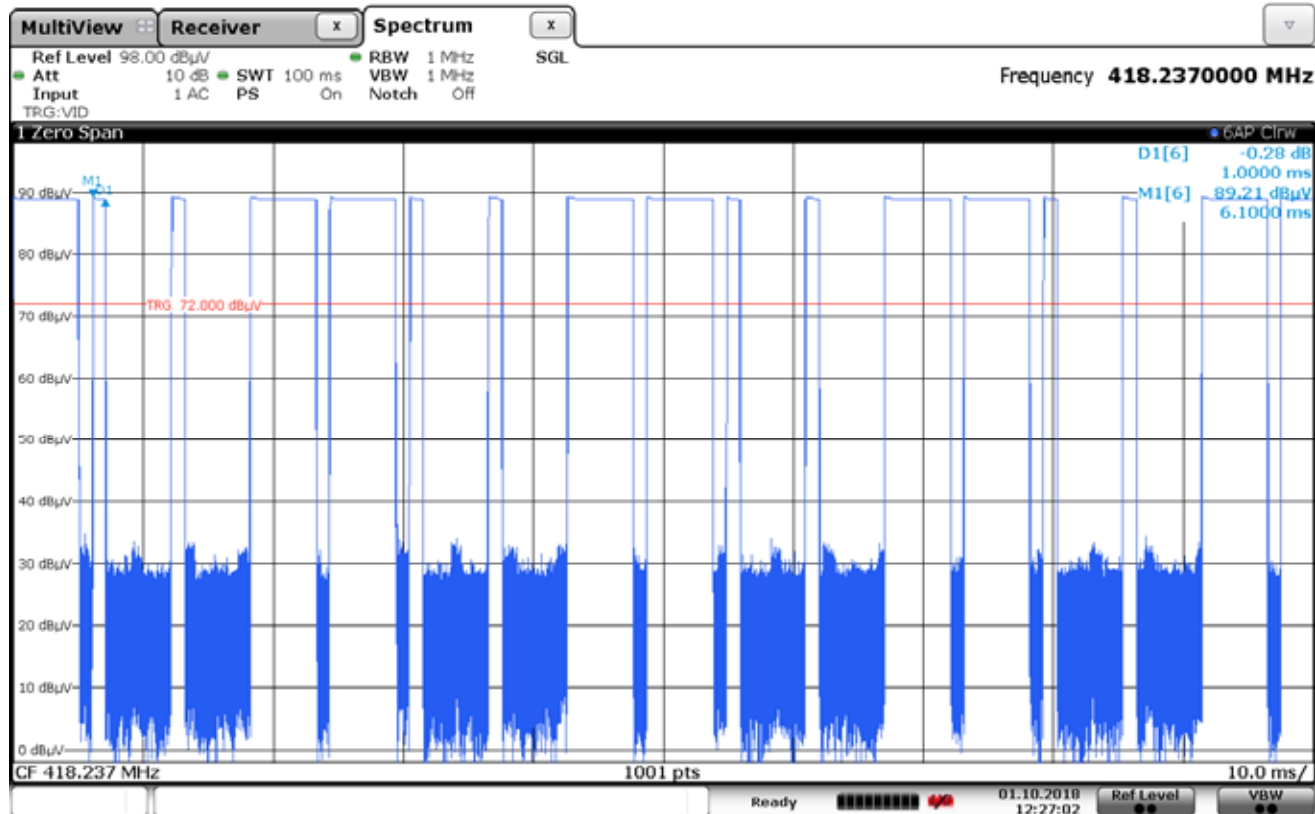 MultiView Receiver X Spectrum X
Ref Level 98.00 dBµV RBW 1 MHz SGL
Att 10 dB SWT 100 ms VBW 1 MHz
Input 1 AC PS On Notch Off
TRG:VID
Frequency 418.2370000 MHz
1 Zero Span 6AP Clrw
D1[6] -0.28 dB
1.0000 ms
M1[6] 89.21 dBµV
6.1000 ms
M1
D1
90 dBµV
80 dBµV
TRG 72.000 dBµV
70 dBµV
60 dBµV
50 dBµV
40 dBµV
30 dBµV
20 dBµV
10 dBµV
0 dBµV
CF 418.237 MHz 1001 pts 10.0 ms/
Ready 01.10.2018 Ref Level VBW
12:27:02